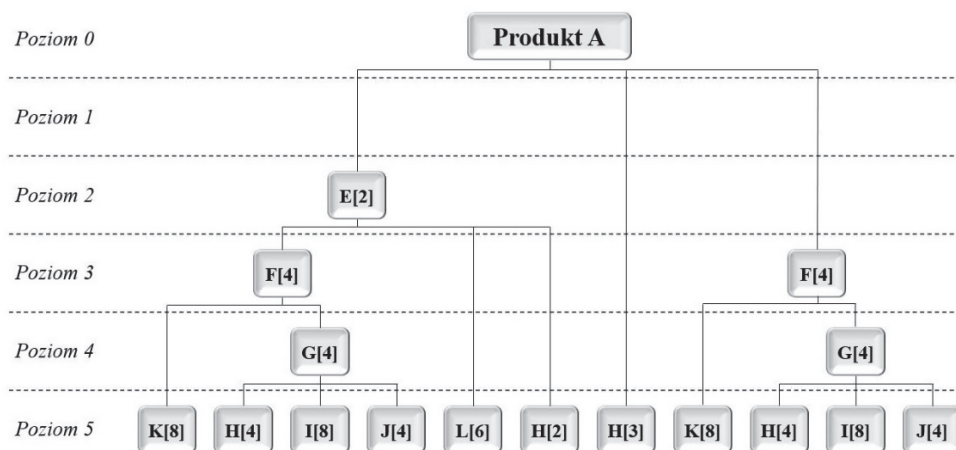 Poziom 0
Produkt A
Poziom 1
Poziom 2
E[2]
Poziom 3
F[4]
F[4]
Poziom 4
G[4]
G[4]
Poziom 5
K[8]
H[4]
I[8]
J[4]
L[6]
H[2]
H[3]
K[8]
H[4]
I[8]
J[4]